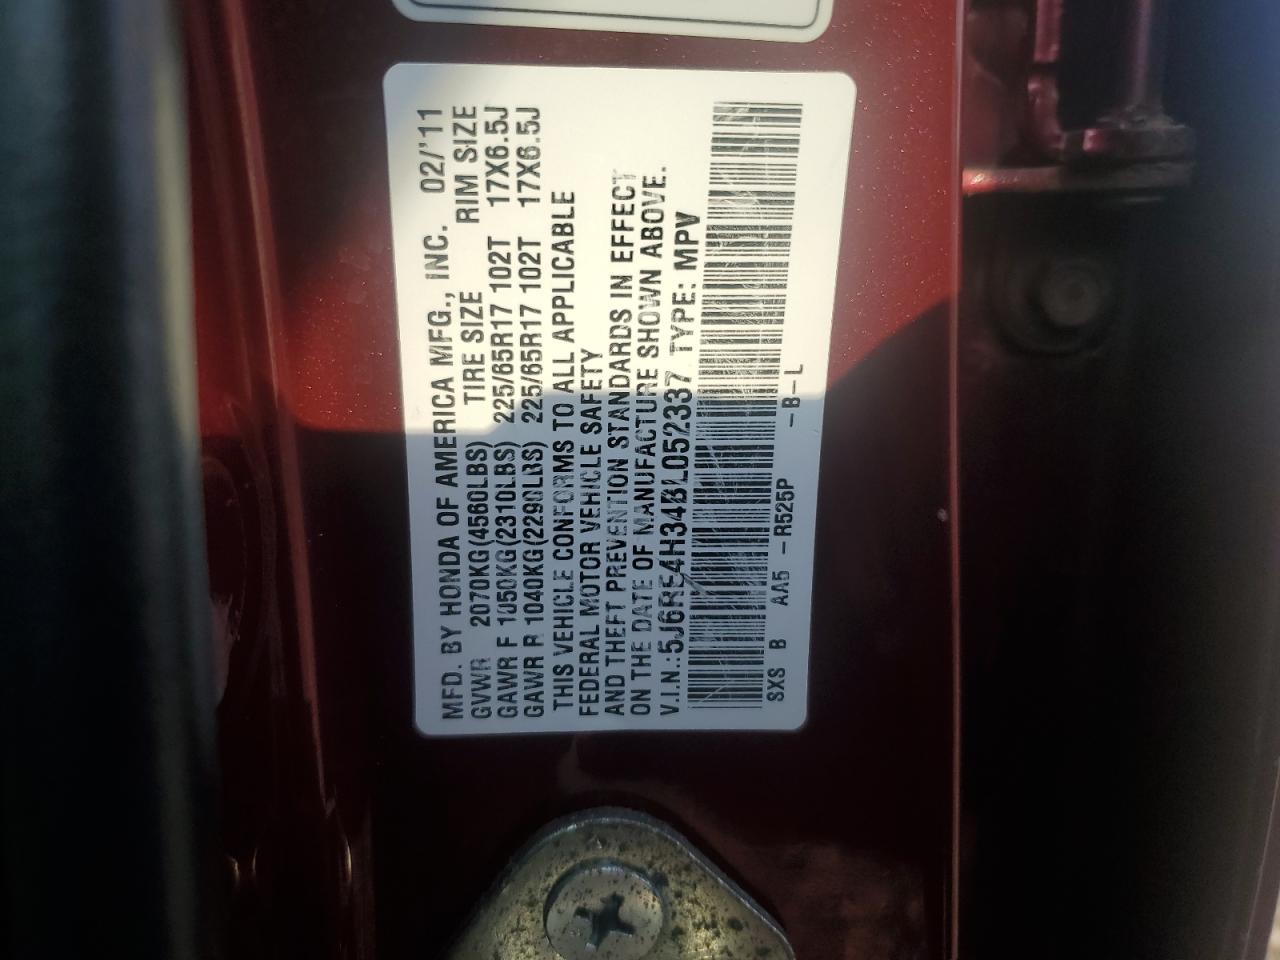 MFD. BY HONDA OF AMERICA MFG., INC. 02/'11
GVWR 2070KG(4560LBS) TIRE SIZE RIM SIZE
GAWR F 1050KG(2310LBS) 225/65R17 102T 17X6.5J
GAWR R 1040KG(2290LBS) 225/65R17 102T 17X6.5J
THIS VEHICLE CONFORMS TO ALL APPLICABLE
FEDERAL MOTOR VEHICLE SAFETY
AND THEFT PREVENTION STANDARDS IN EFFECT
ON THE DATE OF MANUFACTURE SHOWN ABOVE.
V.I.N.:5J6RE4H34BL052337 TYPE: MPV
SXS B AA5 -R525P -B-L